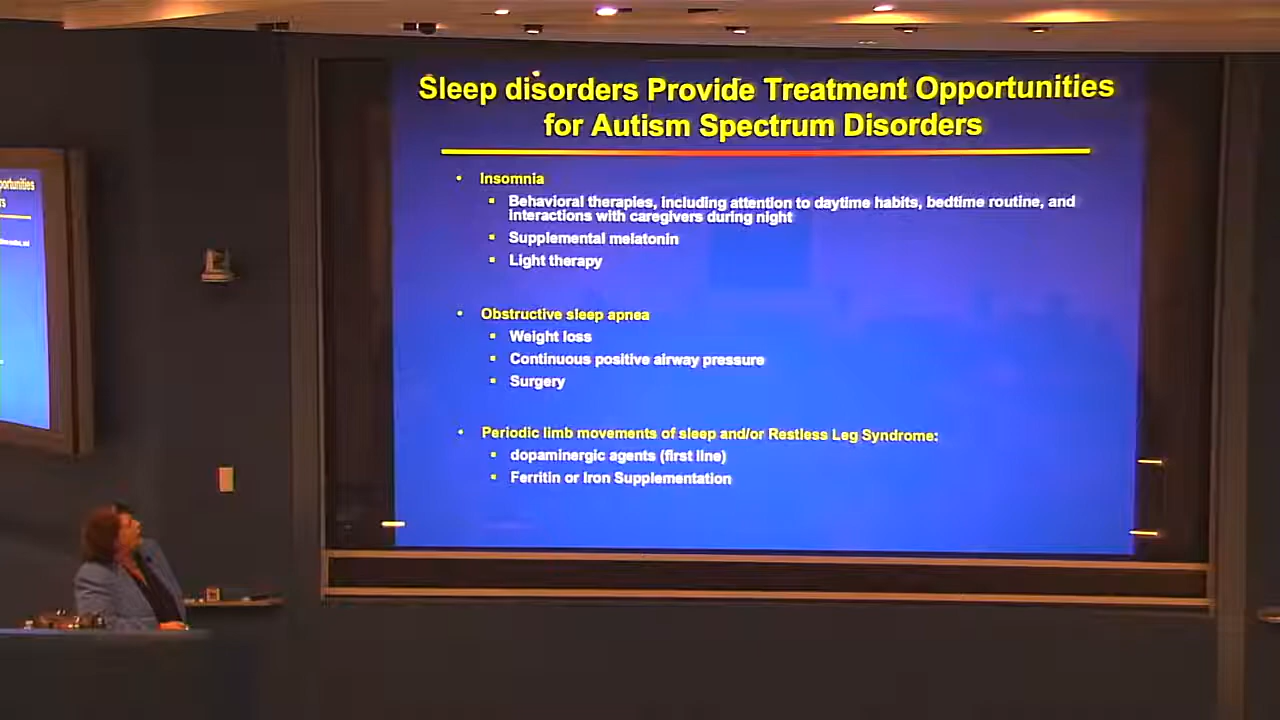 Sleep disorders Provide Treatment Opportunities
for Autism Spectrum Disorders
• Insomnia
▪ Behavioral therapies, including attention to daytime habits, bedtime routine, and
interactions with caregivers during night
▪ Supplemental melatonin
▪ Light therapy
• Obstructive sleep apnea
▪ Weight loss
▪ Continuous positive airway pressure
▪ Surgery
• Periodic limb movements of sleep and/or Restless Leg Syndrome:
▪ dopaminergic agents (first line)
▪ Ferritin or Iron Supplementation
portunities
rs